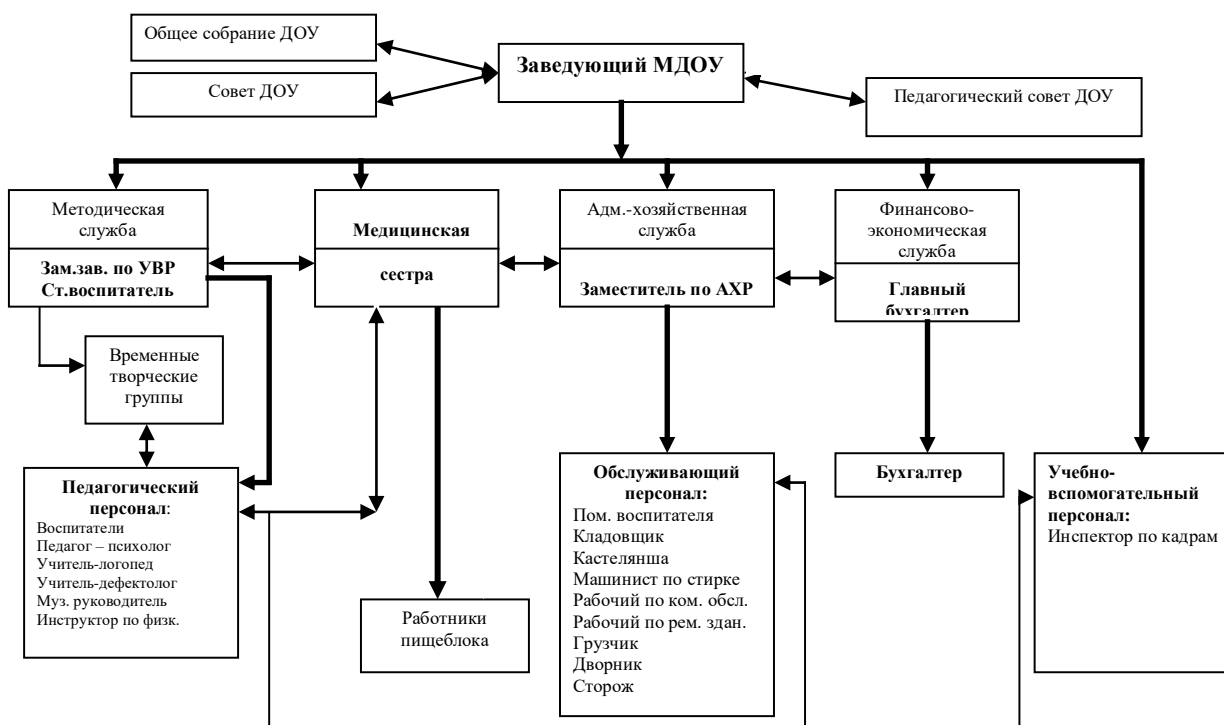 Общее собрание ДОУ
Заведующий МДОУ
Совет ДОУ
Педагогический совет ДОУ
Методическая
служба
Зам.зав. по УВР
Ст.воспитатель
Медицинская
сестра
Адм.-хозяйственная
служба
Заместитель по АХР
Финансово-
экономическая
служба
Главный
бухгалтер
Временные
творческие
группы
Педагогический
персонал:
Воспитатели
Педагог – психолог
Учитель-логопед
Учитель-дефектолог
Муз. руководитель
Инструктор по физк.
Работники
пищеблока
Обслуживающий
персонал:
Пом. воспитателя
Кладовщик
Кастелянша
Машинист по стирке
Рабочий по ком. обсл.
Рабочий по рем. здан.
Грузчик
Дворник
Сторож
Бухгалтер
Учебно-
вспомогательный
персонал:
Инспектор по кадрам